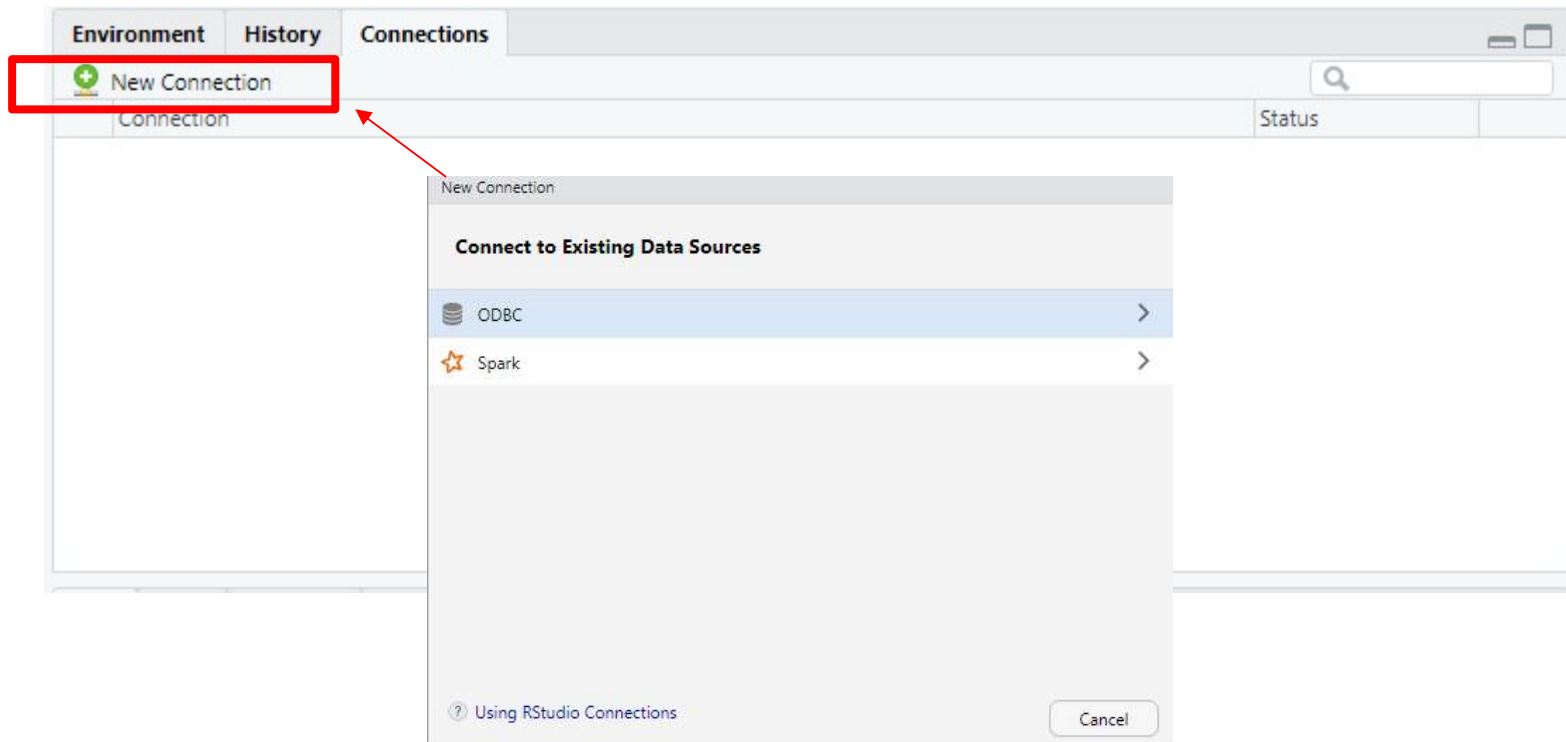 Environment History Connections
New Connection
Connection Status
New Connection
Connect to Existing Data Sources
ODBC
Spark
? Using RStudio Connections
Cancel